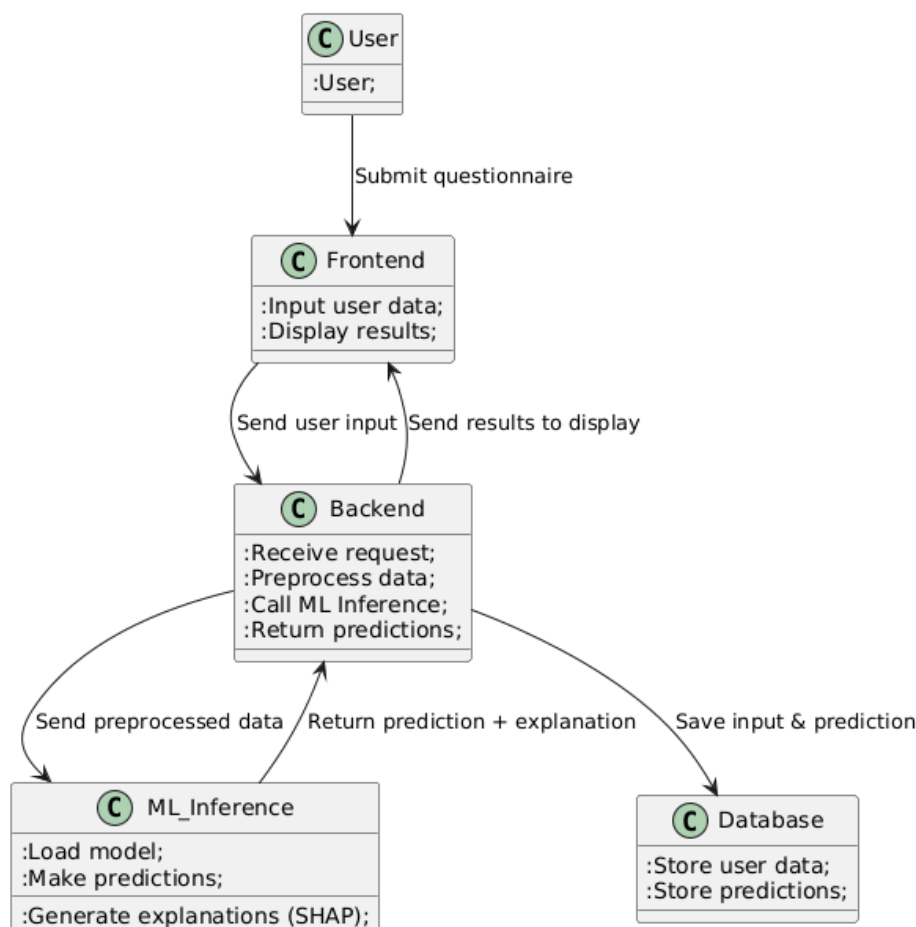 C User
:User;
Submit questionnaire
C Frontend
:Input user data;
:Display results;
Send user input
Send results to display
C Backend
:Receive request;
:Preprocess data;
:Call ML Inference;
:Return predictions;
Send preprocessed data
Return prediction + explanation
Save input & prediction
C ML_Inference
:Load model;
:Make predictions;
:Generate explanations (SHAP);
C Database
:Store user data;
:Store predictions;